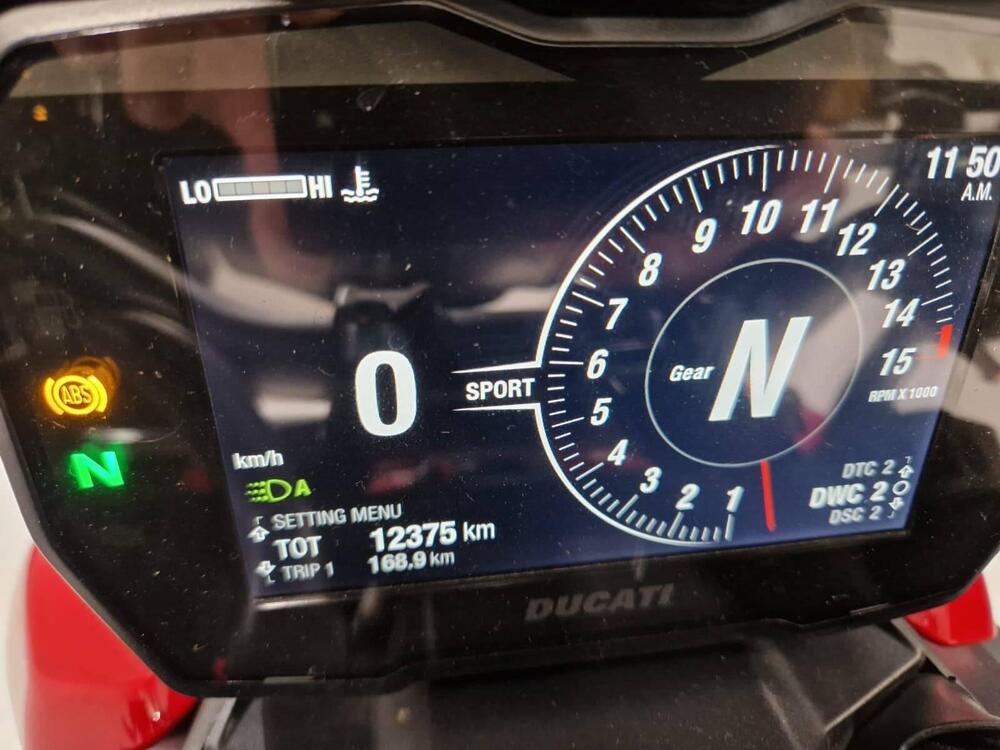 LO HI
11 50
A.M.
10
9 11
8 12
7 13
14
6 15
RPM X 1000
5
4
3
2
1
Gear N
SPORT
0
km/h
A
ABS
N
SETTING MENU
TOT 12375 km
TRIP 1 168.9 km
DTC 2
DWC 2
DSC 2
DUCATI